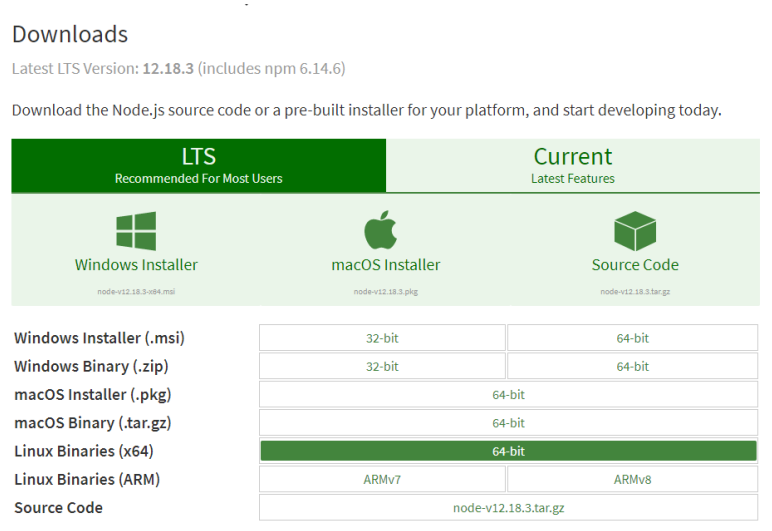 Downloads
Latest LTS Version: 12.18.3 (includes npm 6.14.6)
Download the Node.js source code or a pre-built installer for your platform, and start developing today.
LTS
Recommended For Most Users
Current
Latest Features
Windows Installer
node-v12.18.3-x64.msi
macOS Installer
node-v12.18.3.pkg
Source Code
node-v12.18.3.tar.gz
Windows Installer (.msi) 32-bit 64-bit
Windows Binary (.zip) 32-bit 64-bit
macOS Installer (.pkg) 64-bit
macOS Binary (.tar.gz) 64-bit
Linux Binaries (x64) 64-bit
Linux Binaries (ARM) ARMv7 ARMv8
Source Code node-v12.18.3.tar.gz